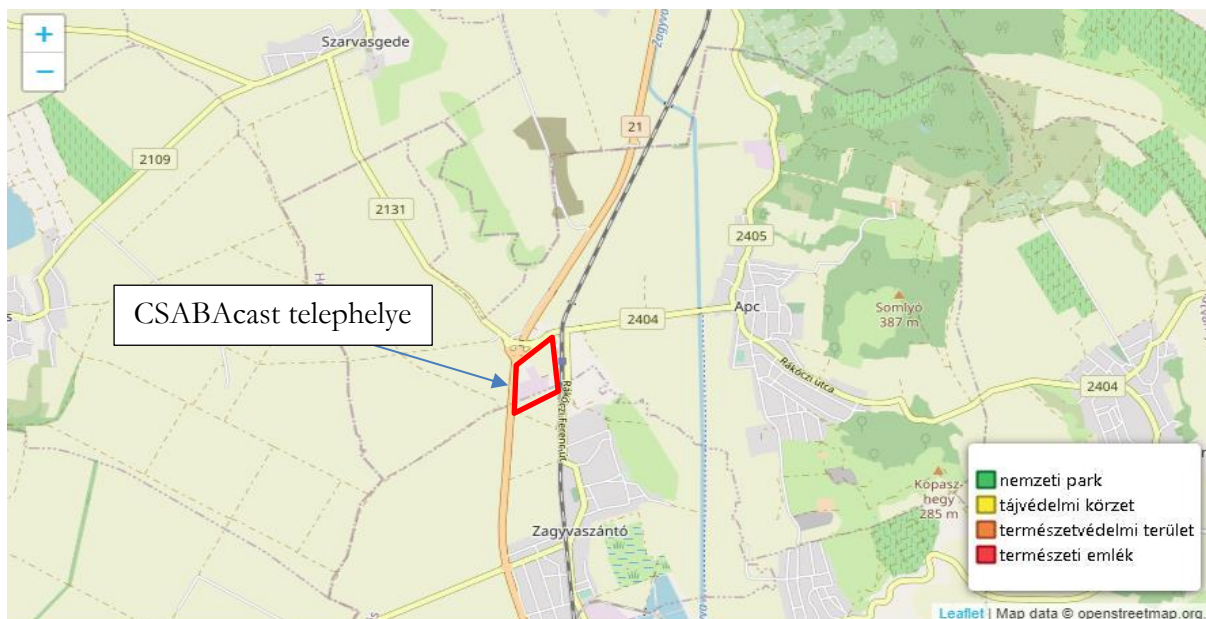 +
−
Szarvasgede
Zagyva
21
2109
2131
2405
CSABAcast telephelye
2404
Apc
Somlyó
387 m
Rákóczi utca
2404
Rákóczi Ferenc út
Kopasz-
hegy
285 m
Zagyvaszántó
nemzeti park
tájvédelmi körzet
természetvédelmi terület
természeti emlék
Leaflet | Map data © openstreetmap.org